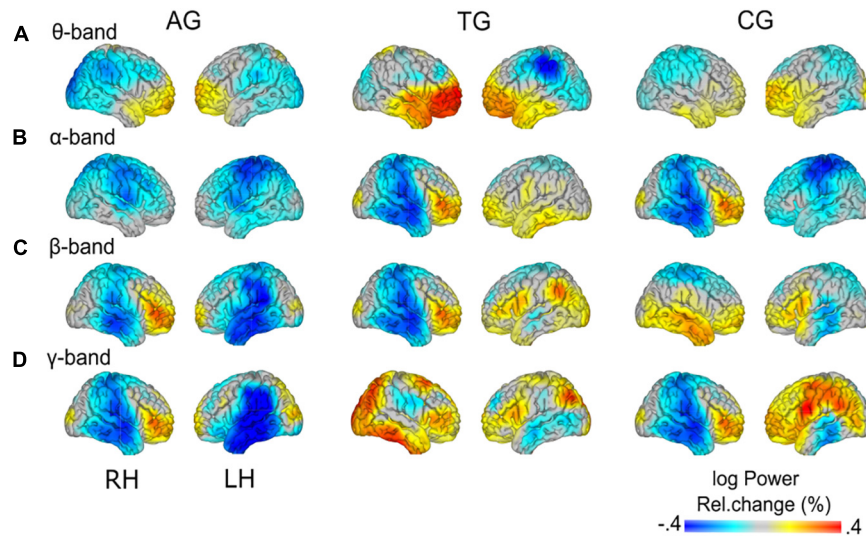 AG TG CG
A θ-band
B α-band
C β-band
D γ-band
RH LH
log Power
Rel.change (%)
-.4 .4